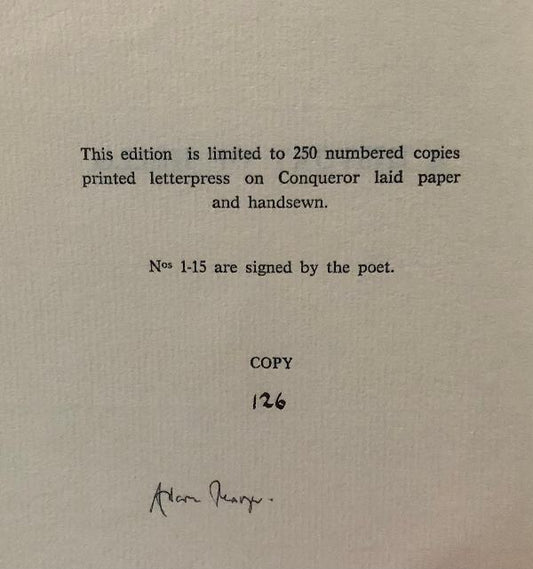 This edition is limited to 250 numbered copies
printed letterpress on Conqueror laid paper
and handsewn.
Nos 1-15 are signed by the poet.
COPY
126
Adam